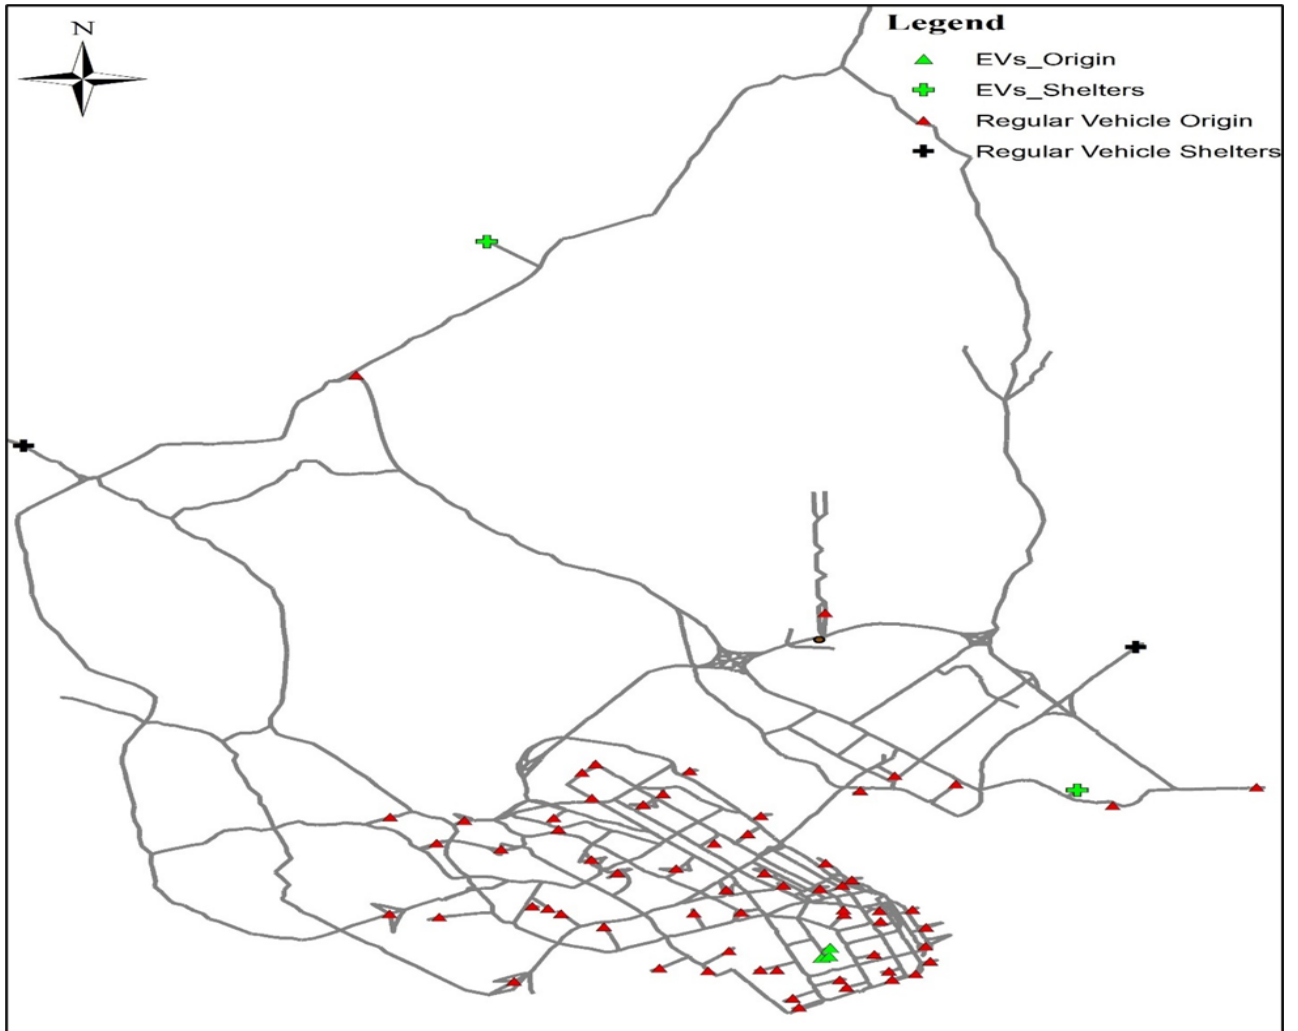 N
Legend
EVs_Origin
EVs_Shelters
Regular Vehicle Origin
Regular Vehicle Shelters